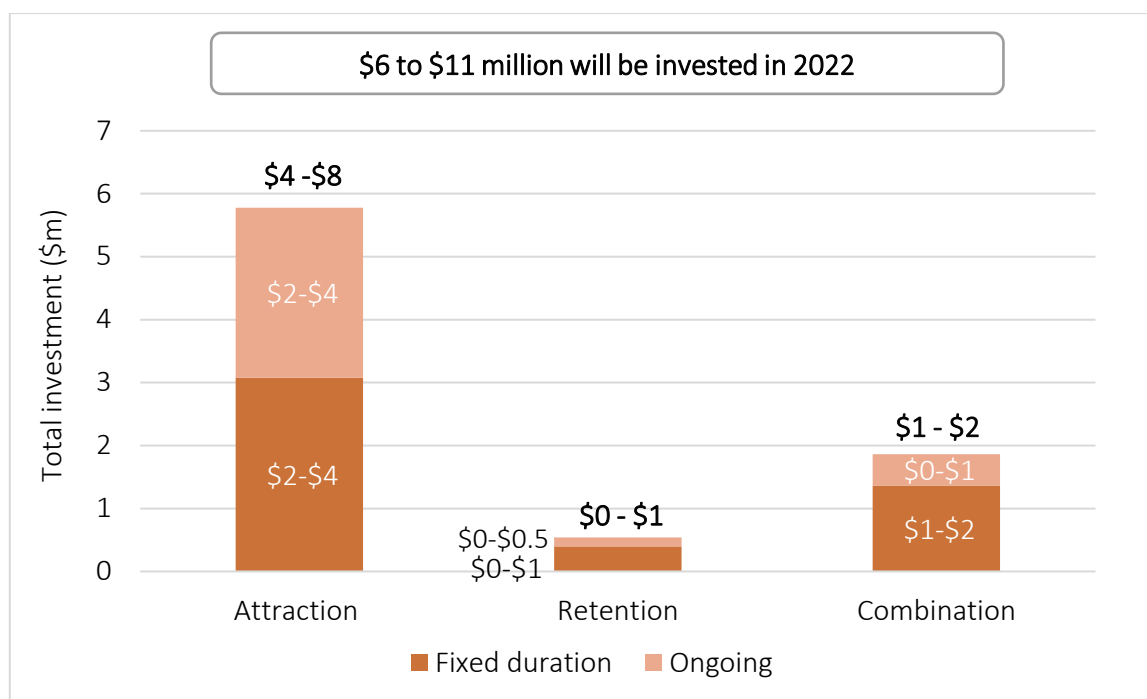 $6 to $11 million will be invested in 2022
Total investment ($m)
7
6
5
4
3
2
1
0
$4 -$8
$2-$4
$2-$4
$0 - $1
$0-$0.5
$0-$1
$1 - $2
$0-$1
$1-$2
Attraction Retention Combination
Fixed duration Ongoing